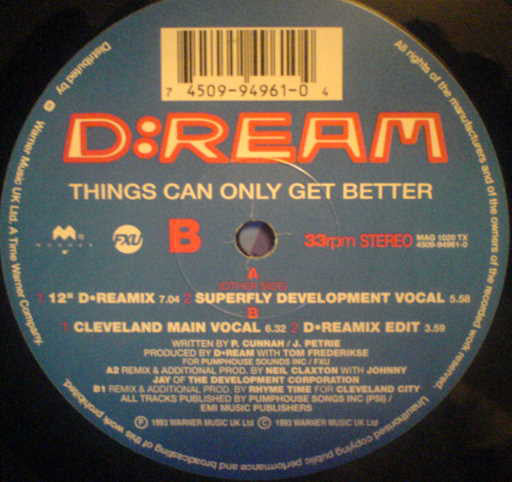 7 4509-94961-0 4
D:REAM
THINGS CAN ONLY GET BETTER
MAGNET
FXU
B
33rpm STEREO
MAG 1020 TX
4509-94961-0
A
(OTHER SIDE)
1 12" D•REAMIX 7.04 2 SUPERFLY DEVELOPMENT VOCAL 5.58
B
1 CLEVELAND MAIN VOCAL 6.32 2 D•REAMIX EDIT 3.59
WRITTEN BY P. CUNNAH / J. PETRIE
PRODUCED BY D•REAM WITH TOM FREDERIKSE
FOR PUMPHOUSE SOUNDS INC / FXU
A2 REMIX & ADDITIONAL PROD. BY NEIL CLAXTON WITH JOHNNY
JAY OF THE DEVELOPMENT CORPORATION
B1 REMIX & ADDITIONAL PROD. BY RHYME TIME FOR CLEVELAND CITY
ALL TRACKS PUBLISHED BY PUMPHOUSE SONGS INC (PSI) /
EMI MUSIC PUBLISHERS
Ⓟ 1993 WARNER MUSIC UK Ltd © 1993 WARNER MUSIC UK Ltd
Distributed by Warner Music UK Ltd. A Time Warner Company.
All rights of the manufacturers and of the owners of the recorded work reserved.
Unauthorised copying public performance and broadcasting of this work prohibited.